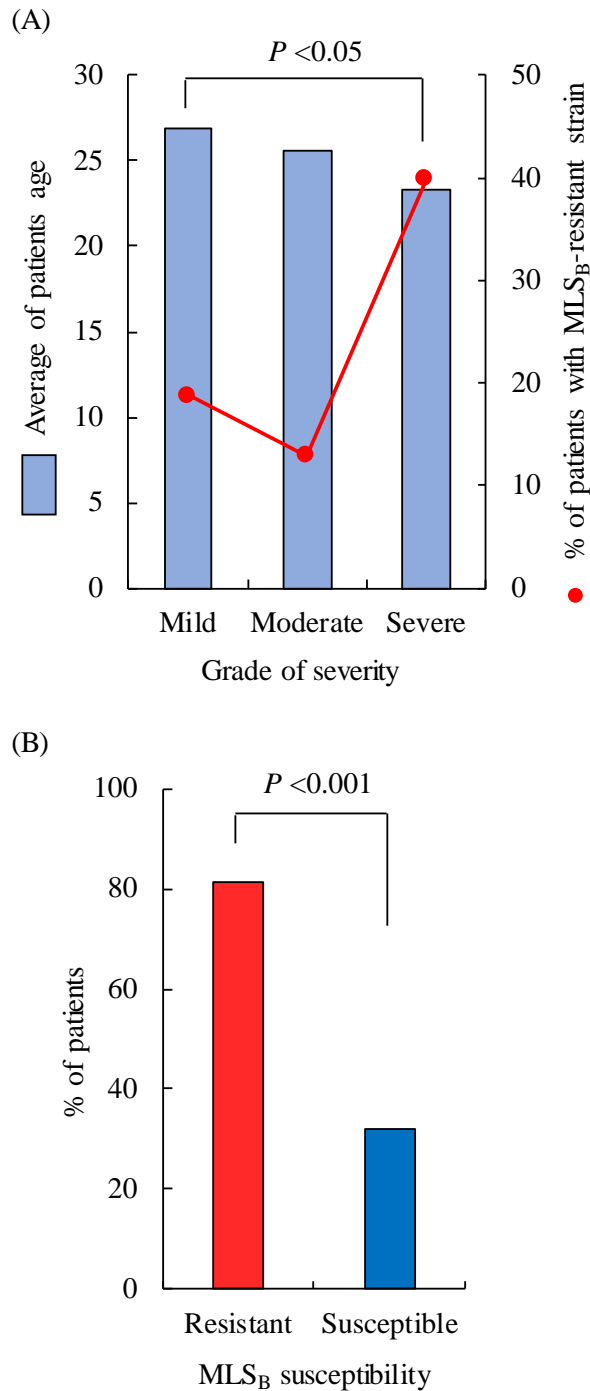 (A)
P <0.05
30
25
20
15
10
5
0
Average of patients age
50
40
30
20
10
0
% of patients with MLSB-resistant strain
Mild Moderate Severe
Grade of severity
(B)
P <0.001
100
80
60
40
20
0
% of patients
Resistant Susceptible
MLSB susceptibility